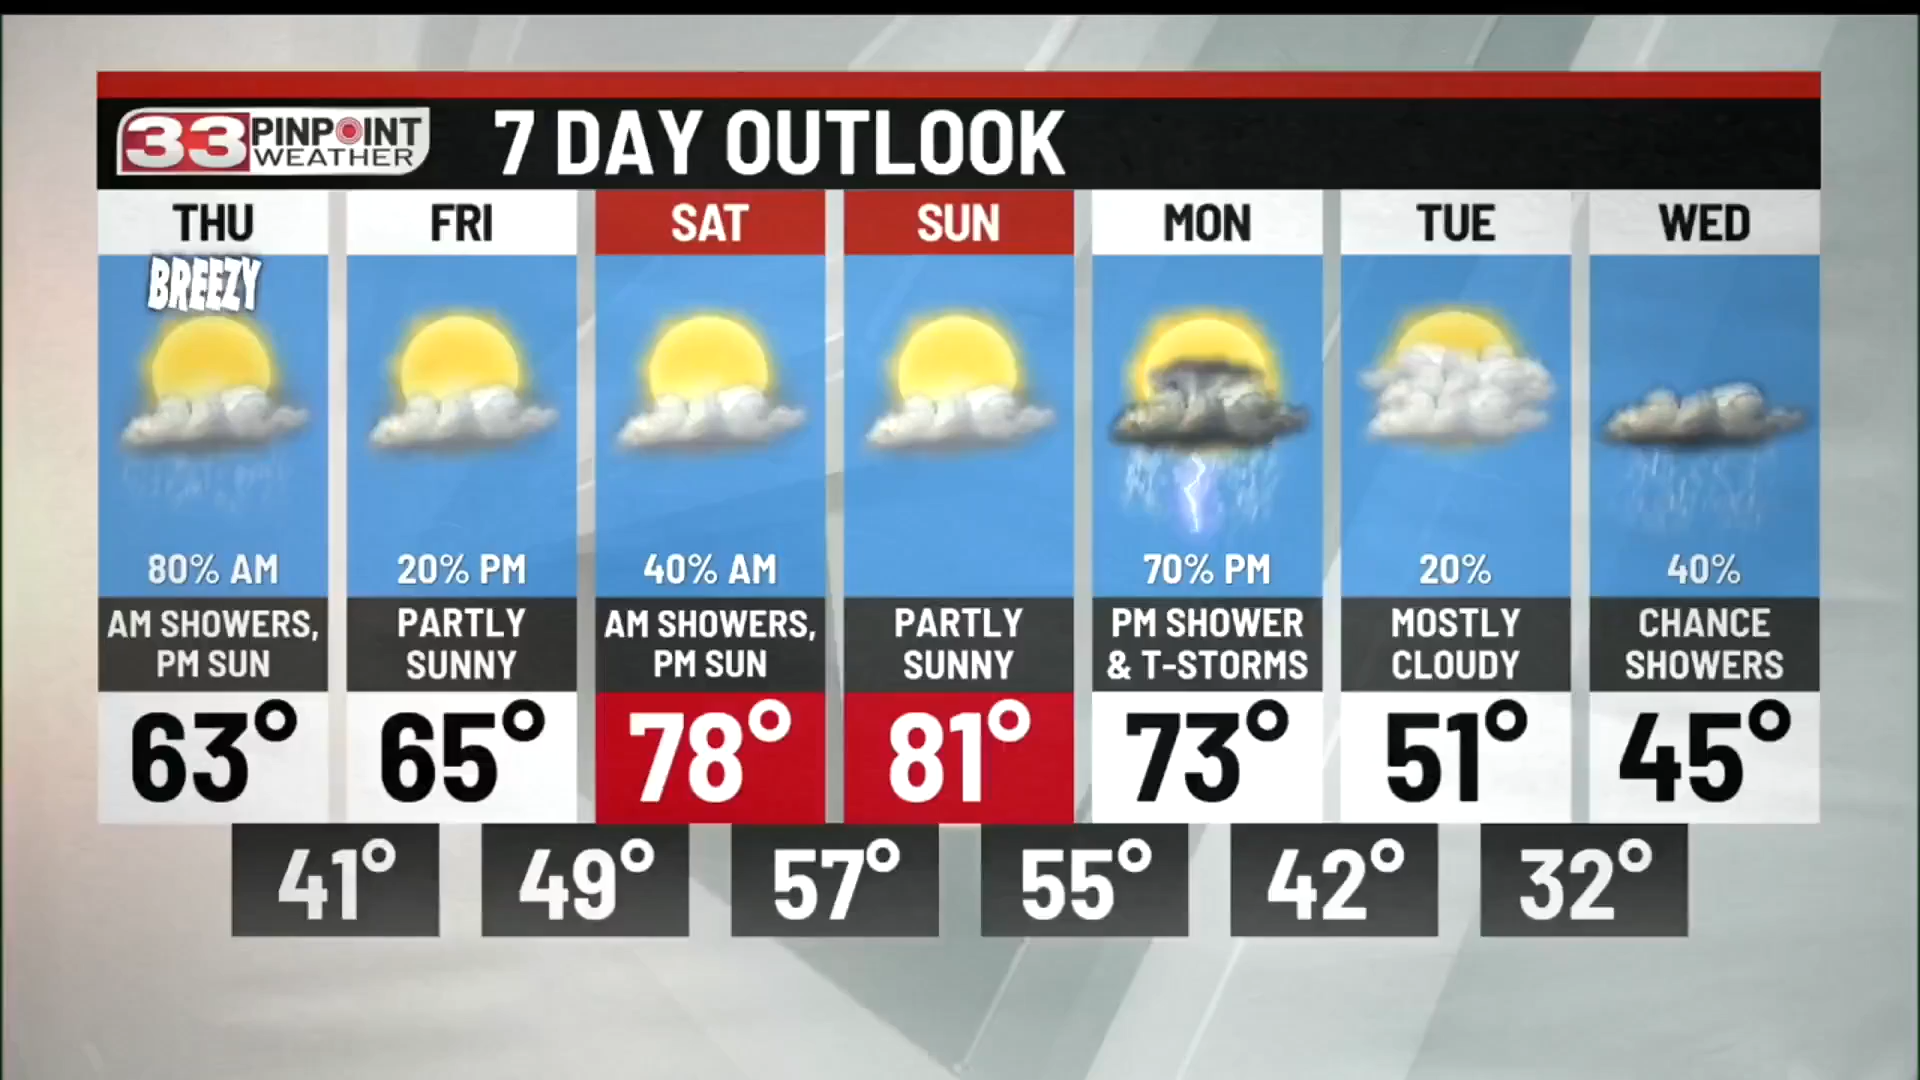 33 PINPOINT
WEATHER
7 DAY OUTLOOK
THU
BREEZY
80% AM
AM SHOWERS,
PM SUN
63°
FRI
20% PM
PARTLY
SUNNY
65°
SAT
40% AM
AM SHOWERS,
PM SUN
78°
SUN
PARTLY
SUNNY
81°
MON
70% PM
PM SHOWER
& T-STORMS
73°
TUE
20%
MOSTLY
CLOUDY
51°
WED
40%
CHANCE
SHOWERS
45°
41°
49°
57°
55°
42°
32°